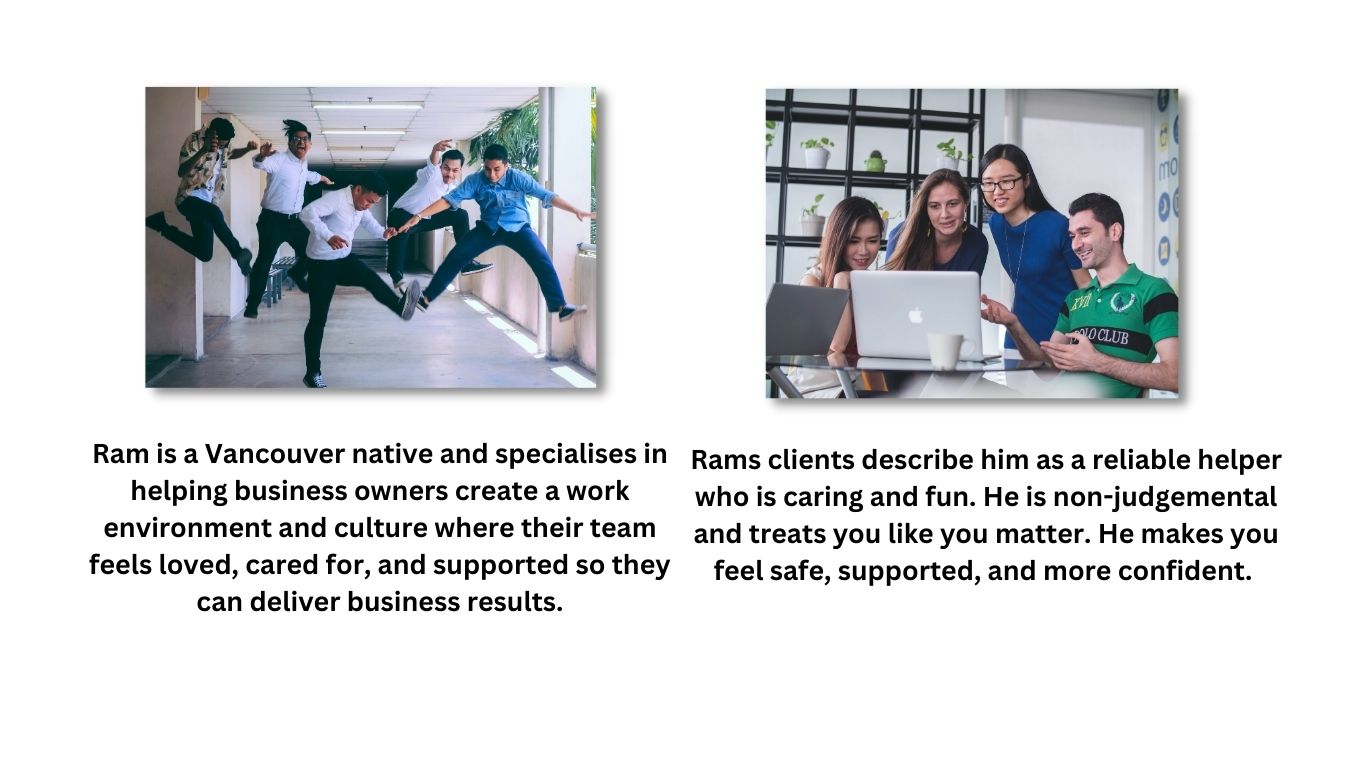 XVII
POLO CLUB
Ram is a Vancouver native and specialises in
helping business owners create a work
environment and culture where their team
feels loved, cared for, and supported so they
can deliver business results.
Rams clients describe him as a reliable helper
who is caring and fun. He is non-judgemental
and treats you like you matter. He makes you
feel safe, supported, and more confident.